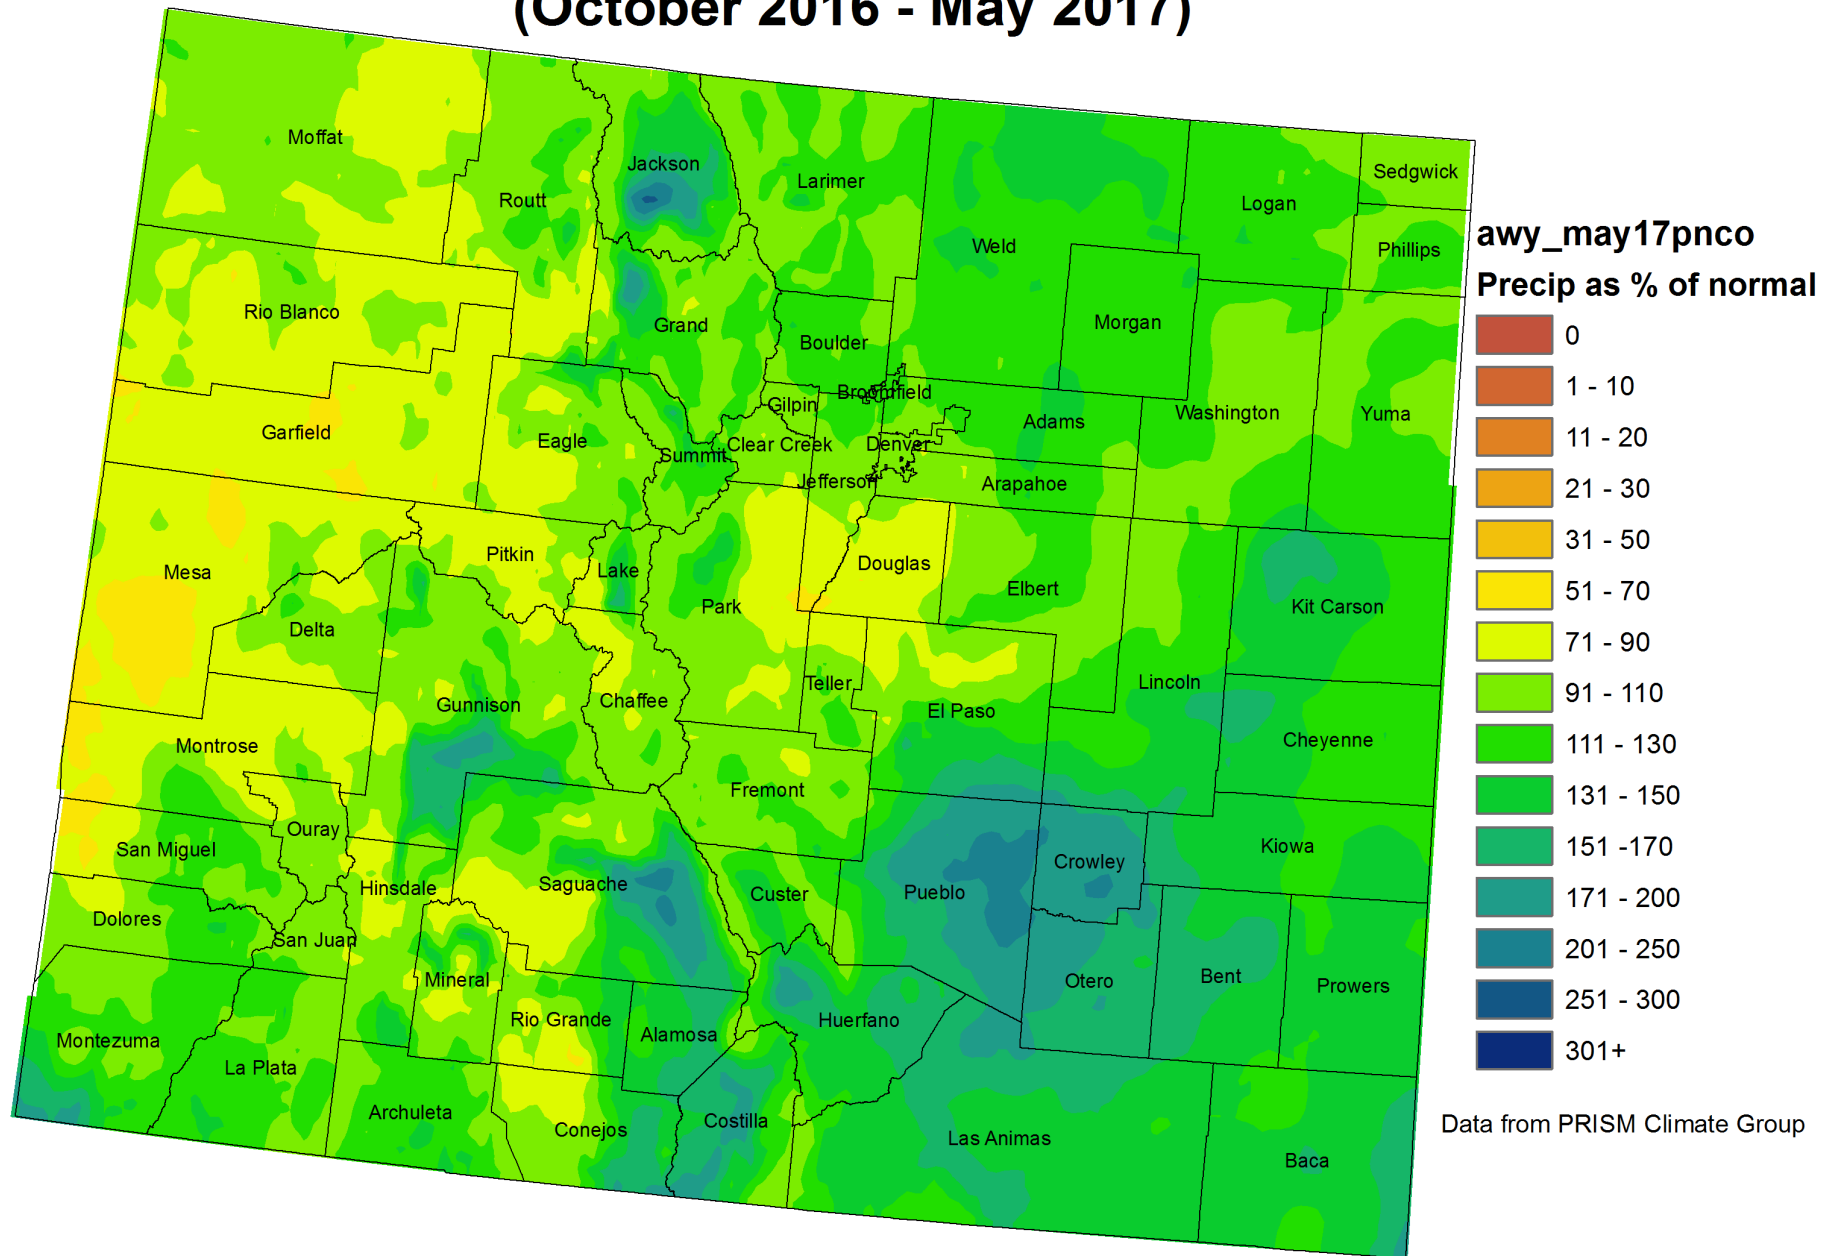 (October 2016 - May 2017)
Moffat
Jackson
Routt
Larimer
Sedgwick
Logan
Phillips
Weld
Rio Blanco
Grand
Morgan
Boulder
Broomfield
Gilpin
Garfield
Eagle
Summit
Clear Creek
Denver
Adams
Washington
Yuma
Jefferson
Arapahoe
Mesa
Pitkin
Lake
Park
Douglas
Elbert
Kit Carson
Delta
Gunnison
Chaffee
Teller
El Paso
Lincoln
Cheyenne
Montrose
Fremont
Ouray
San Miguel
Hinsdale
Saguache
Custer
Pueblo
Crowley
Kiowa
Dolores
San Juan
Mineral
Otero
Bent
Prowers
Rio Grande
Alamosa
Huerfano
Montezuma
La Plata
Archuleta
Conejos
Costilla
Las Animas
Baca
awy_may17pnco
Precip as % of normal
0
1 - 10
11 - 20
21 - 30
31 - 50
51 - 70
71 - 90
91 - 110
111 - 130
131 - 150
151 -170
171 - 200
201 - 250
251 - 300
301+
Data from PRISM Climate Group